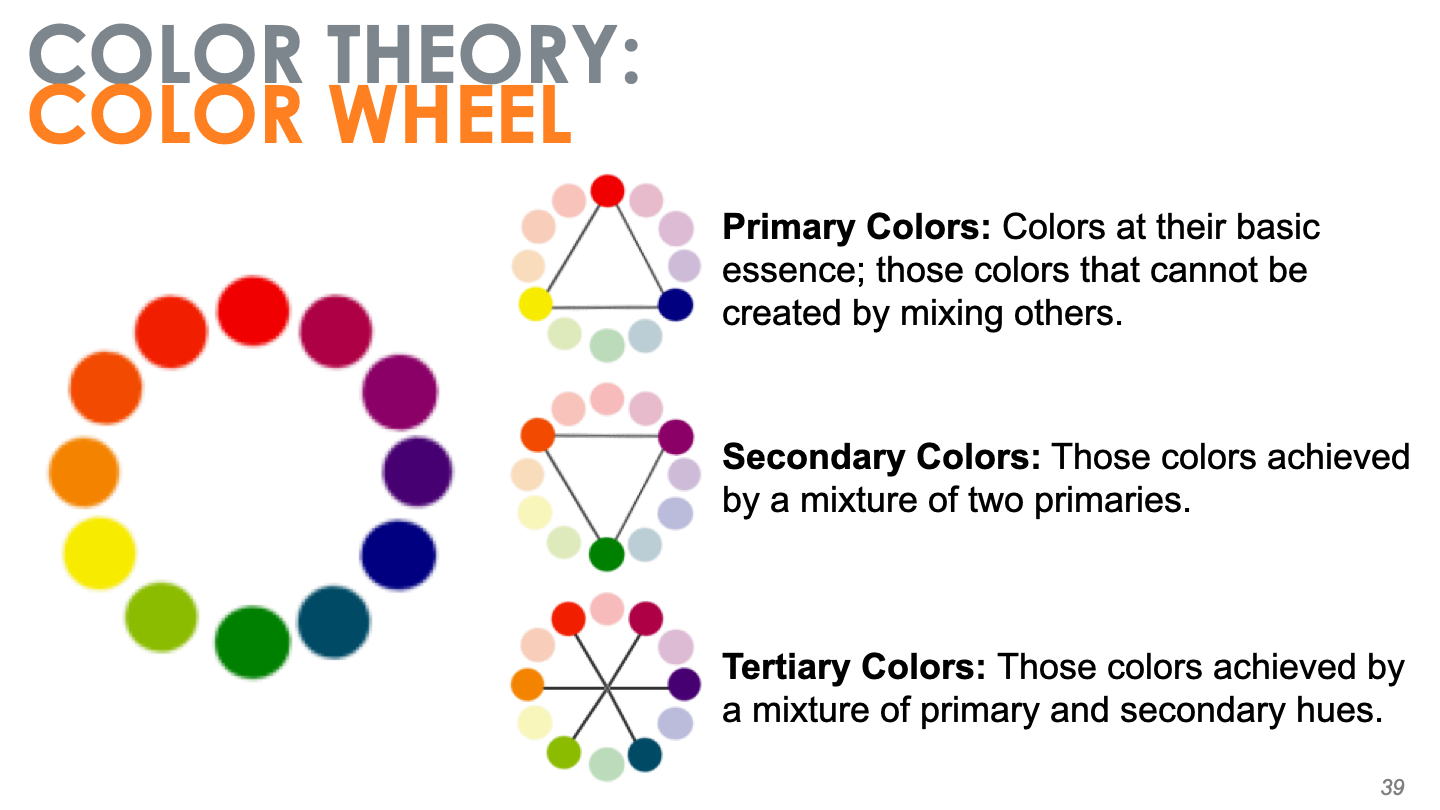 COLOR THEORY:
COLOR WHEEL
Primary Colors: Colors at their basic
essence; those colors that cannot be
created by mixing others.
Secondary Colors: Those colors achieved
by a mixture of two primaries.
Tertiary Colors: Those colors achieved by
a mixture of primary and secondary hues.
39